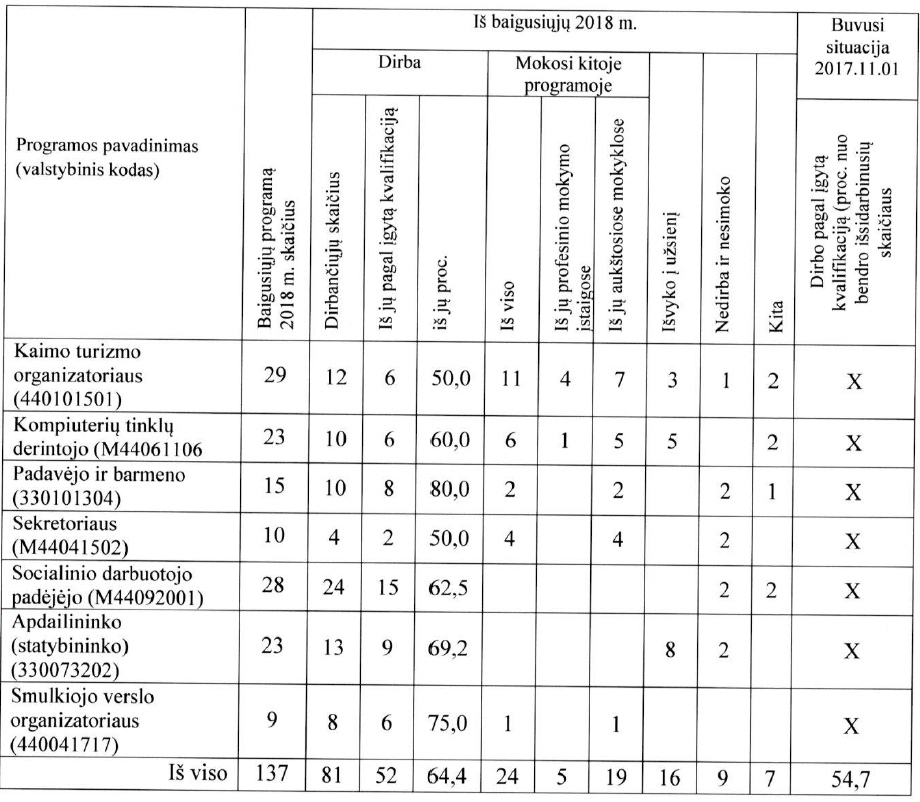 Programos pavadinimas
(valstybinis kodas)
Baigusiųjų programą
2018 m. skaičius
Iš baigusiųjų 2018 m.
Dirba
Dirbančiųjų skaičius
Iš jų pagal įgytą kvalifikaciją
iš jų proc.
Mokosi kitoje
programoje
Iš viso
Iš jų profesinio mokymo
įstaigose
Iš jų aukštosiose mokyklose
Išvyko į užsienį
Nedirba ir nesimoko
Kita
Buvusi
situacija
2017.11.01
Dirbo pagal įgytą
kvalifikaciją (proc. nuo
bendro išsidarbinusių
skaičiaus
Kaimo turizmo
organizatoriaus
(440101501)
29 12 6 50,0 11 4 7 3 1 2 X
Kompiuterių tinklų
derintojo (M44061106
23 10 6 60,0 6 1 5 5 2 X
Padavėjo ir barmeno
(330101304)
15 10 8 80,0 2 2 2 1 X
Sekretoriaus
(M44041502)
10 4 2 50,0 4 4 2 X
Socialinio darbuotojo
padėjėjo (M44092001)
28 24 15 62,5 2 2 X
Apdailininko
(statybininko)
(330073202)
23 13 9 69,2 8 2 X
Smulkiojo verslo
organizatoriaus
(440041717)
9 8 6 75,0 1 1 X
Iš viso 137 81 52 64,4 24 5 19 16 9 7 54,7